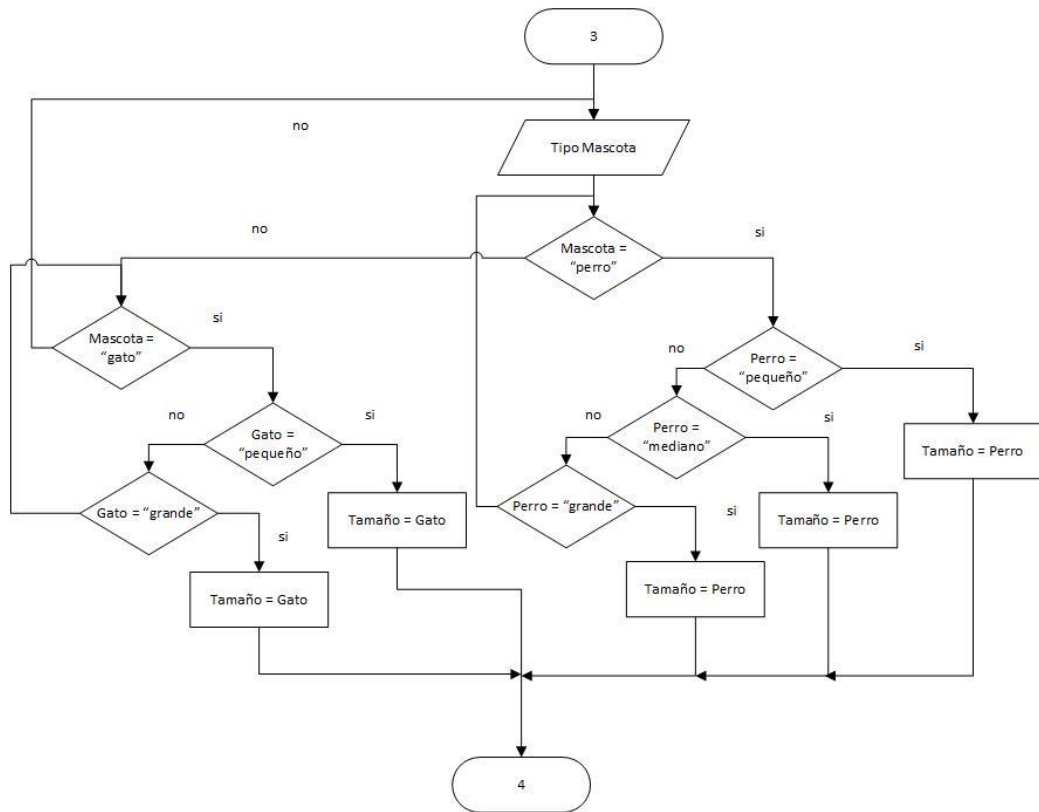 3
no
Tipo Mascota
no
Mascota =
“perro”
si
Mascota =
“gato”
si
Perro =
“pequeño”
no
si
Gato =
“pequeño”
no
si
Perro =
“mediano”
no
si
Tamaño = Perro
Gato = “grande”
Tamaño = Gato
Perro = “grande”
si
Tamaño = Perro
si
Tamaño = Gato
Tamaño = Perro
4